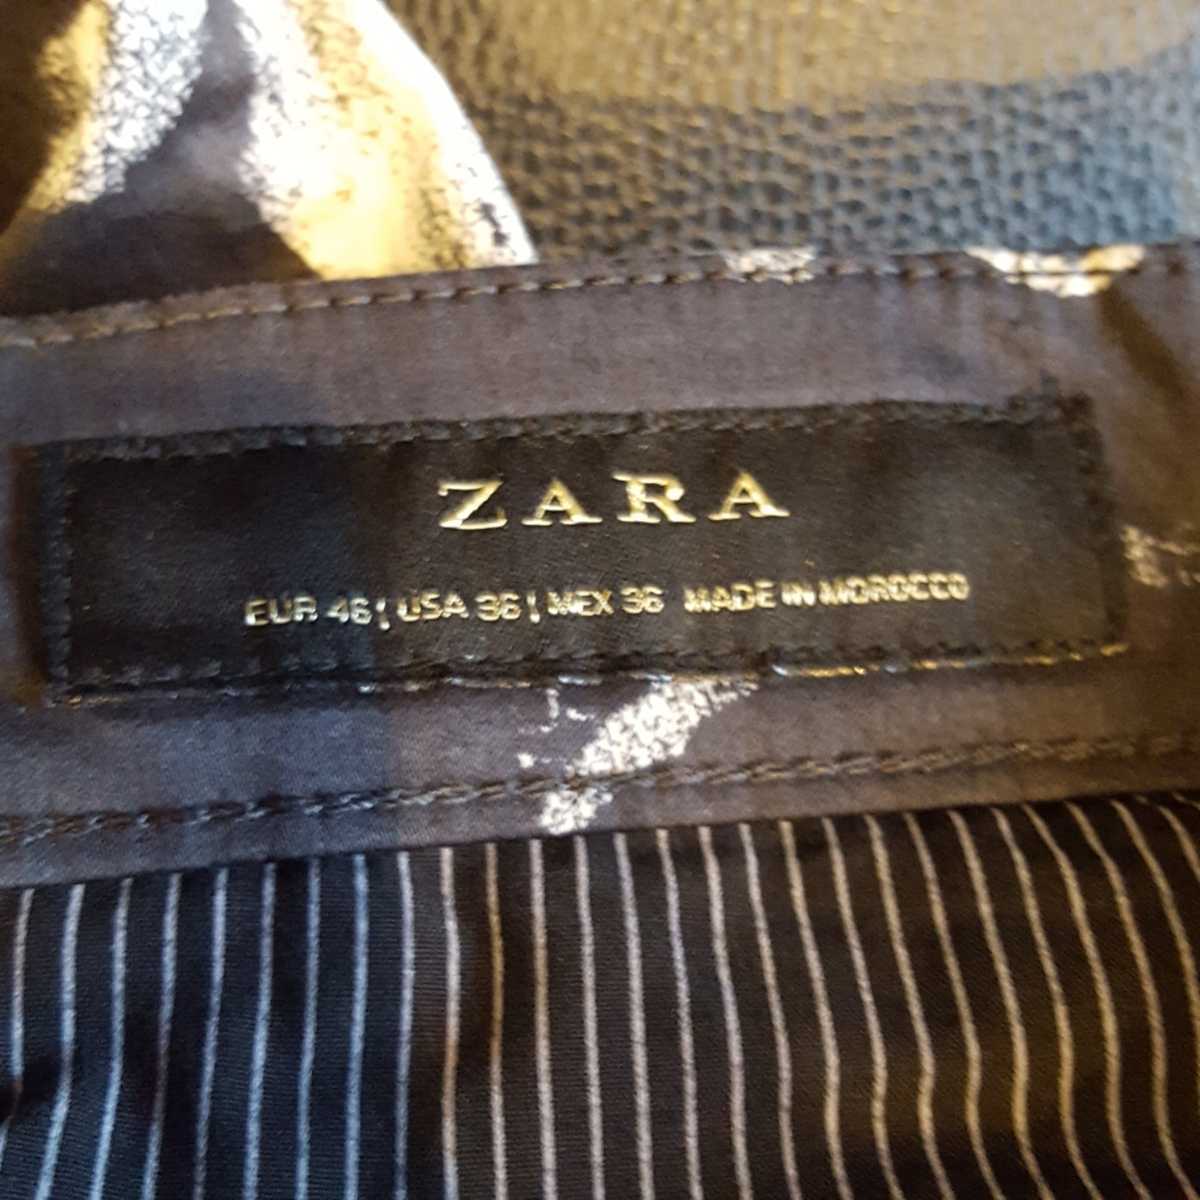 ZARA
EUR 46 | USA 36 | MEX 36 MADE IN MOROCCO